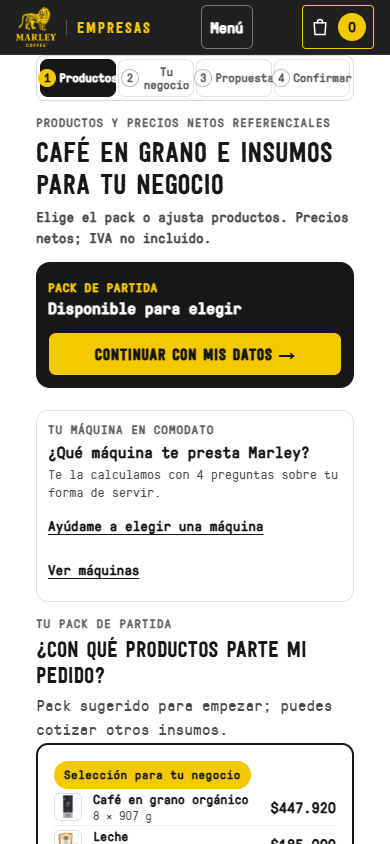 MARLEY
COFFEE
EMPRESAS
Menú
0
1 Productos
2 Tu negocio
3 Propuesta
4 Confirmar
PRODUCTOS Y PRECIOS NETOS REFERENCIALES
CAFÉ EN GRANO E INSUMOS
PARA TU NEGOCIO
Elige el pack o ajusta productos. Precios
netos; IVA no incluido.
PACK DE PARTIDA
Disponible para elegir
CONTINUAR CON MIS DATOS →
TU MÁQUINA EN COMODATO
¿Qué máquina te presta Marley?
Te la calculamos con 4 preguntas sobre tu
forma de servir.
Ayúdame a elegir una máquina
Ver máquinas
TU PACK DE PARTIDA
¿CON QUÉ PRODUCTOS PARTE MI
PEDIDO?
Pack sugerido para empezar; puedes
cotizar otros insumos.
Selección para tu negocio
Café en grano orgánico
8 × 907 g
$447.920
Leche